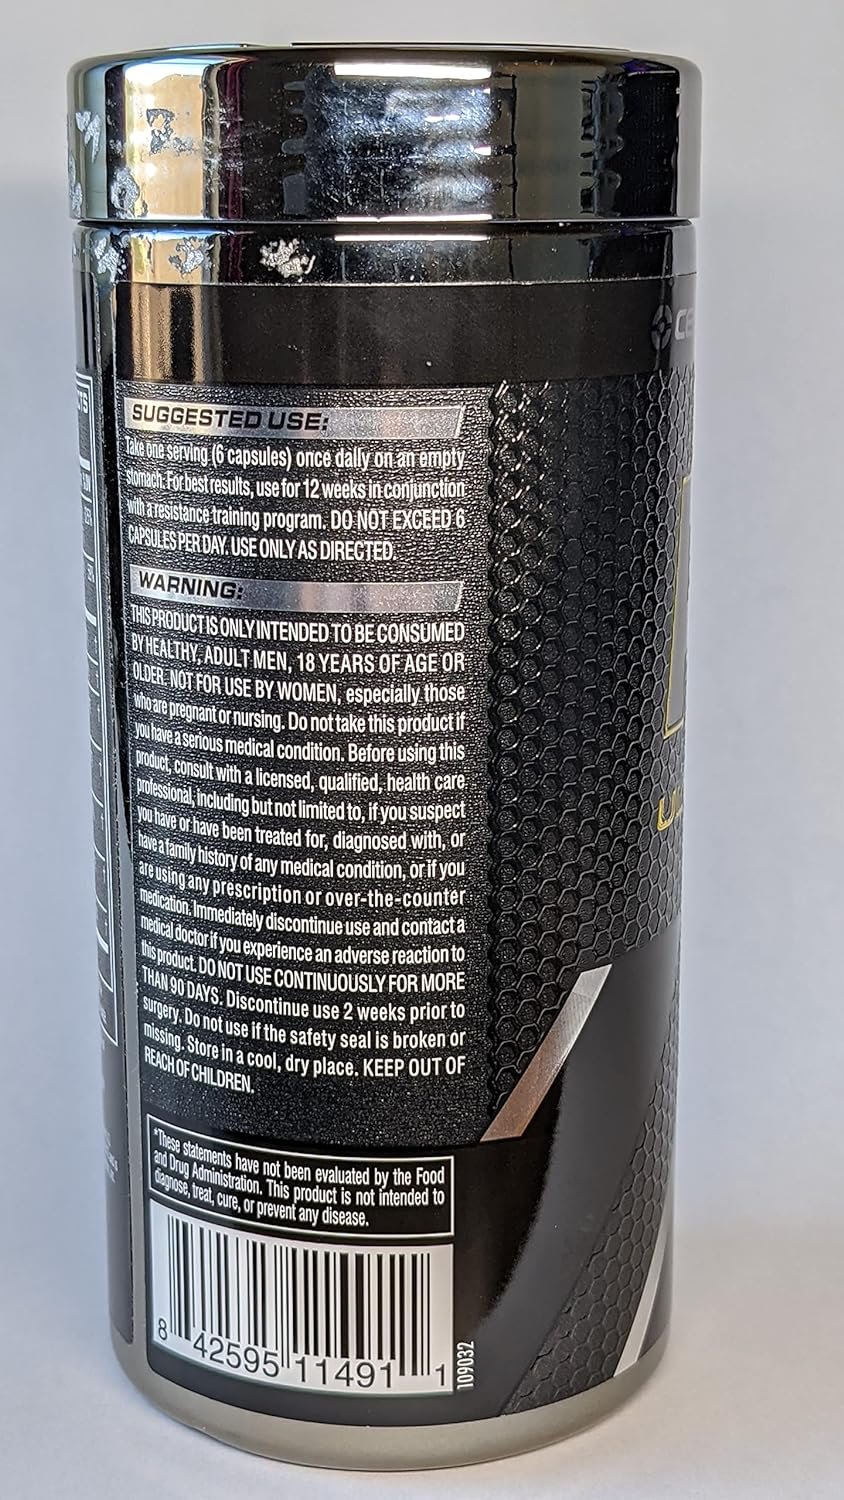 SUGGESTED USE:
Take one serving (6 capsules) once daily on an empty
stomach. For best results, use for 12 weeks in conjunction
with a resistance training program. DO NOT EXCEED 6
CAPSULES PER DAY. USE ONLY AS DIRECTED.
WARNING:
THIS PRODUCT IS ONLY INTENDED TO BE CONSUMED
BY HEALTHY, ADULT MEN, 18 YEARS OF AGE OR
OLDER. NOT FOR USE BY WOMEN, especially those
who are pregnant or nursing. Do not take this product if
you have a serious medical condition. Before using this
product, consult with a licensed, qualified, health care
professional, including but not limited to, if you suspect
you have or have been treated for, diagnosed with, or
have a family history of any medical condition, or if you
are using any prescription or over-the-counter
medication. Immediately discontinue use and contact a
medical doctor if you experience an adverse reaction to
this product. DO NOT USE CONTINUOUSLY FOR MORE
THAN 90 DAYS. Discontinue use 2 weeks prior to
surgery. Do not use if the safety seal is broken or
missing. Store in a cool, dry place. KEEP OUT OF
REACH OF CHILDREN.
*These statements have not been evaluated by the Food
and Drug Administration. This product is not intended to
diagnose, treat, cure, or prevent any disease.
8 42595 11491 1
109032